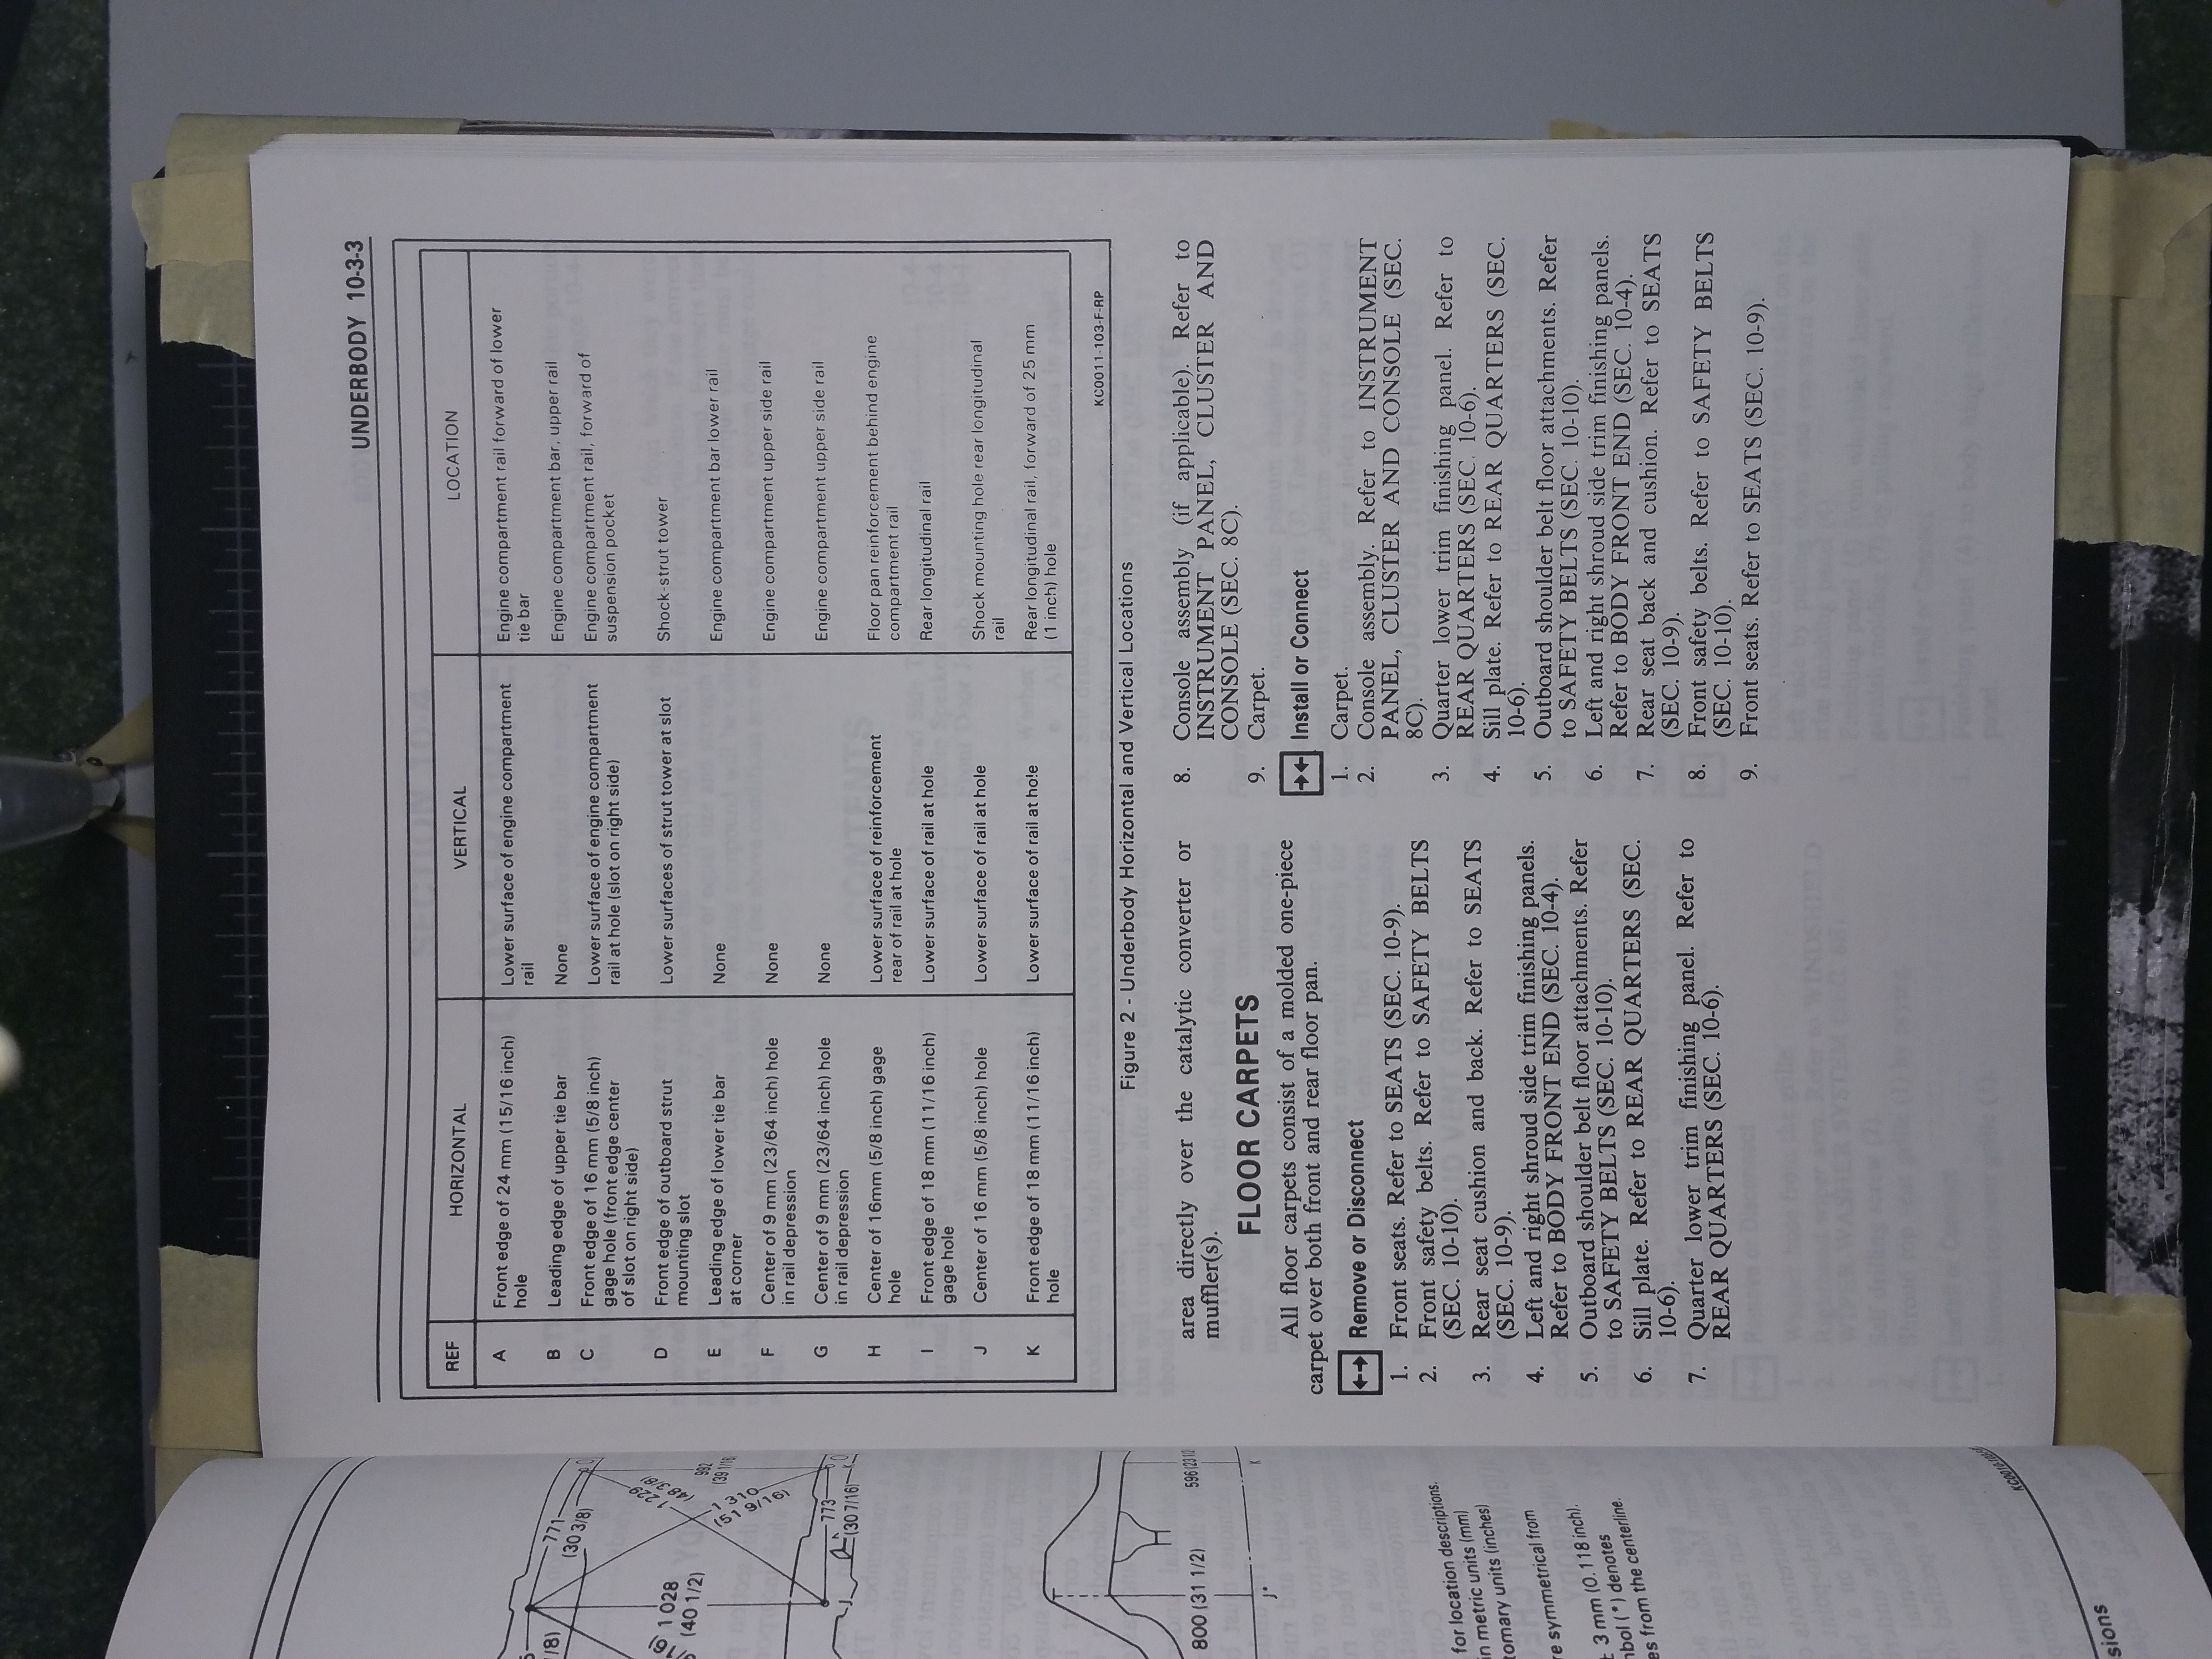 UNDERBODY 10-3-3
REF HORIZONTAL VERTICAL LOCATION
A Front edge of 24 mm (15/16 inch) Lower surface of engine compartment Engine compartment rail forward of lower
hole rail tie bar
B Leading edge of upper tie bar None Engine compartment bar, upper rail
C Front edge of 16 mm (5/8 inch) Lower surface of engine compartment Engine compartment rail, forward of
gage hole (front edge center rail at hole (slot on right side) suspension pocket
of slot on right side)
D Front edge of outboard strut Lower surfaces of strut tower at slot Shock-strut tower
mounting slot
E Leading edge of lower tie bar None Engine compartment bar lower rail
at corner
F Center of 9 mm (23/64 inch) hole None Engine compartment upper side rail
in rail depression
G Center of 9 mm (23/64 inch) hole None Engine compartment upper side rail
in rail depression
H Center of 16mm (5/8 inch) gage Lower surface of reinforcement Floor pan reinforcement behind engine
hole rear of rail at hole compartment rail
I Front edge of 18 mm (11/16 inch) Lower surface of rail at hole Rear longitudinal rail
gage hole
J Center of 16 mm (5/8 inch) hole Lower surface of rail at hole Shock mounting hole rear longitudinal
rail
K Front edge of 18 mm (11/16 inch) Lower surface of rail at hole Rear longitudinal rail, forward of 25 mm
hole (1 inch) hole
KC0011-103-F-RP
Figure 2 - Underbody Horizontal and Vertical Locations
area directly over the catalytic converter or
muffler(s).
FLOOR CARPETS
All floor carpets consist of a molded one-piece
carpet over both front and rear floor pan.
Remove or Disconnect
1. Front seats. Refer to SEATS (SEC. 10-9).
2. Front safety belts. Refer to SAFETY BELTS
(SEC. 10-10).
3. Rear seat cushion and back. Refer to SEATS
(SEC. 10-9).
4. Left and right shroud side trim finishing panels.
Refer to BODY FRONT END (SEC. 10-4).
5. Outboard shoulder belt floor attachments. Refer
to SAFETY BELTS (SEC. 10-10).
6. Sill plate. Refer to REAR QUARTERS (SEC.
10-6).
7. Quarter lower trim finishing panel. Refer to
REAR QUARTERS (SEC. 10-6).
8. Console assembly (if applicable). Refer to
INSTRUMENT PANEL, CLUSTER AND
CONSOLE (SEC. 8C).
9. Carpet.
Install or Connect
1. Carpet.
2. Console assembly. Refer to INSTRUMENT
PANEL, CLUSTER AND CONSOLE (SEC.
8C).
3. Quarter lower trim finishing panel. Refer to
REAR QUARTERS (SEC. 10-6).
4. Sill plate. Refer to REAR QUARTERS (SEC.
10-6).
5. Outboard shoulder belt floor attachments. Refer
to SAFETY BELTS (SEC. 10-10).
6. Left and right shroud side trim finishing panels.
Refer to BODY FRONT END (SEC. 10-4).
7. Rear seat back and cushion. Refer to SEATS
(SEC. 10-9).
8. Front safety belts. Refer to SAFETY BELTS
(SEC. 10-10).
9. Front seats. Refer to SEATS (SEC. 10-9).
771
(30 3/8)
1 229
(48 3/8)
992
(39 1/16
1 310
(51 9/16)
1 028
(40 1/2)
773
(30 7/16)
J
K
800 (31 1/2)
J*
K
for location descriptions.
in metric units (mm)
tomary units (inches)
re symmetrical from
3 mm (0.118 inch).
nbol (*) denotes
es from the centerline.
sions